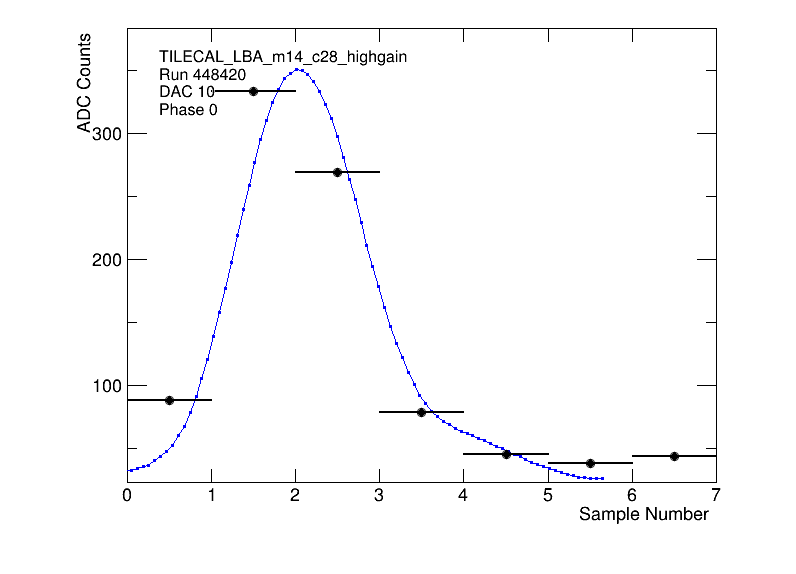 TILECAL_LBA_m14_c28_highgain
Run 448420
DAC 10
Phase 0
ADC Counts
300
200
100
0 1 2 3 4 5 6 7
Sample Number